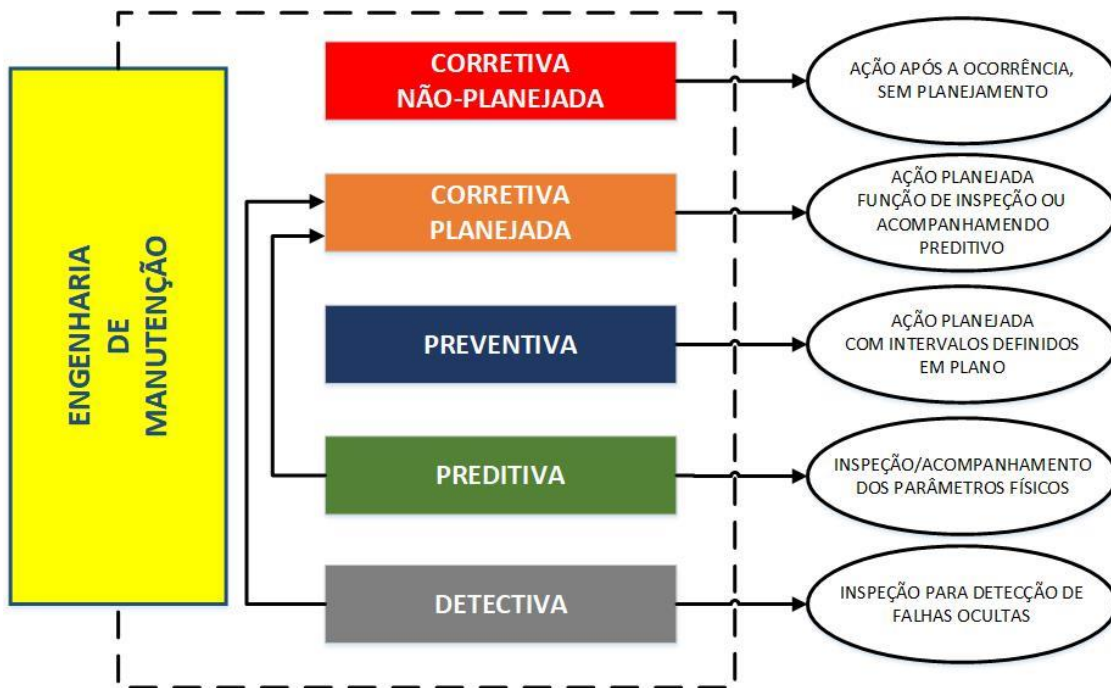 ENGENHARIA
DE
MANUTENÇÃO
CORRETIVA
NÃO-PLANEJADA
AÇÃO APÓS A OCORRÊNCIA,
SEM PLANEJAMENTO
CORRETIVA
PLANEJADA
AÇÃO PLANEJADA
FUNÇÃO DE INSPEÇÃO OU
ACOMPANHAMENDO
PREDITIVO
PREVENTIVA
AÇÃO PLANEJADA
COM INTERVALOS DEFINIDOS
EM PLANO
PREDITIVA
INSPEÇÃO/ACOMPANHAMENTO
DOS PARÂMETROS FÍSICOS
DETECTIVA
INSPEÇÃO PARA DETECÇÃO DE
FALHAS OCULTAS